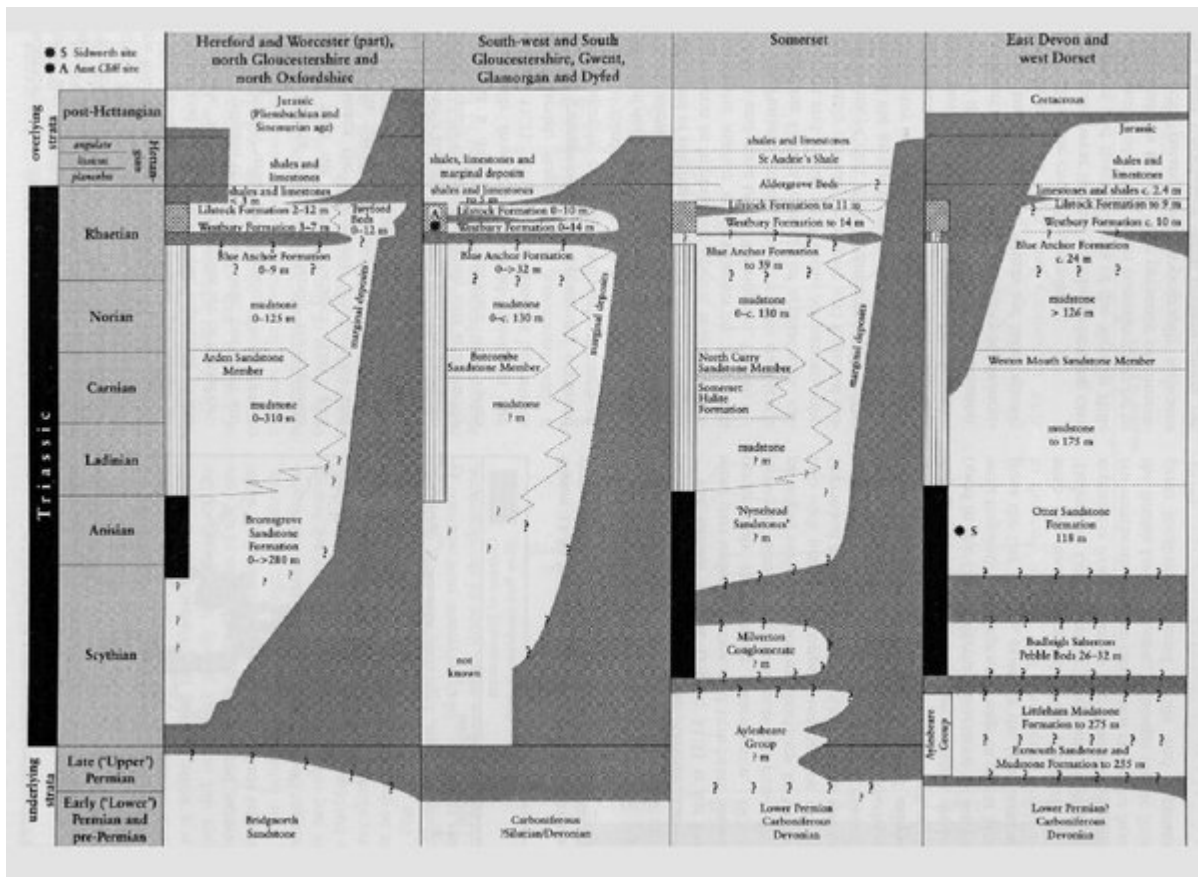 S Sidworth site
A Aust Cliff site
Hereford and Worcester (part),
north Gloucestershire and
north Oxfordshire
South-west and South
Gloucestershire, Gwent,
Glamorgan and Dyfed
Somerset
East Devon and
west Dorset
overlying
strata
post-Hettangian
Hettan-
gian
angulata
liasicus
planorbis
Triassic
Rhaetian
Norian
Carnian
Ladinian
Anisian
Scythian
underlying
strata
Late ('Upper')
Permian
Early ('Lower')
Permian and
pre-Permian
Jurassic
(Pliensbachian and
Sinemurian age)
shales and
limestones
shales and limestones
< 3 m
Lilstock Formation 2–12 m
Westbury Formation 3–7 m
Beds
0–12 m
?
Blue Anchor Formation
0–9 m
? ? ? ?
mudstone
0–125 m
marginal deposits
Arden Sandstone
Member
mudstone
0–310 m
? ?
Bromsgrove
Sandstone
Formation
0–>280 m
? ? ?
Bridgnorth
Sandstone
shales, limestones and
marginal deposits
shales and limestones
to 5 m
A
Lilstock Formation 0–10 m
Westbury Formation 0–14 m
Blue Anchor Formation
0–>32 m
? ? ? ?
mudstone
0–c. 130 m
marginal deposits
Butcombe
Sandstone Member
mudstone
? m
? ? ?
not
known
Carboniferous
?Silurian/Devonian
shales and limestones
St Audrie's Shale
Aldergrove Beds ?
Lilstock Formation to 11 m
Westbury Formation to 14 m
?
Blue Anchor Formation
to 39 m
? ? ? ?
mudstone
0–c. 130 m
marginal deposits
North Curry
Sandstone Member
Somerset
Halite
Formation
mudstone
? m
'Nynehead
Sandstones'
? m
? ? ? ?
Milverton
Conglomerate
? m
? ? ? ?
Aylesbeare
Group
? m
? ? ? ?
Lower Permian
Carboniferous
Devonian
Cretaceous
Jurassic
shales and
limestones
limestones and shales c. 2.4 m
Lilstock Formation to 9 m
Westbury Formation c. 10 m
?
Blue Anchor Formation
c. 24 m
? ? ? ?
mudstone
> 126 m
Weston Mouth Sandstone Member
mudstone
to 175 m
S
Otter Sandstone
Formation
118 m
? ? ? ? ? ?
Budleigh Salterton
Pebble Beds 26–32 m
? ? ? ? ? ?
Aylesbeare
Group
Littleham Mudstone
Formation to 275 m
? ? ? ? ?
Exmouth Sandstone and
Mudstone Formation to 255 m
? ? ? ? ? ?
Lower Permian?
Carboniferous
Devonian